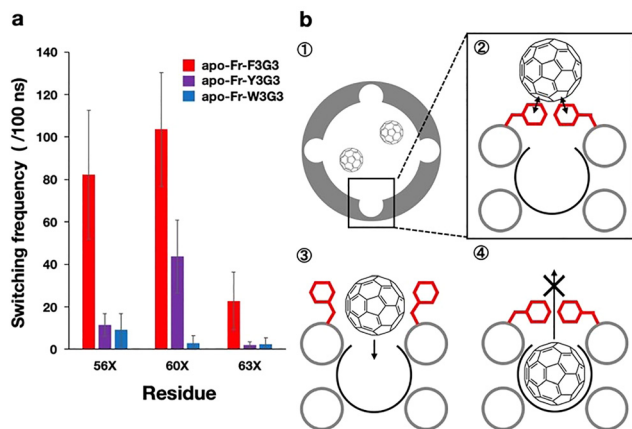 a
Switching frequency ( /100 ns)
140
120
100
80
60
40
20
0
apo-Fr-F3G3
apo-Fr-Y3G3
apo-Fr-W3G3
56X 60X 63X
Residue
b
①
②
③
④